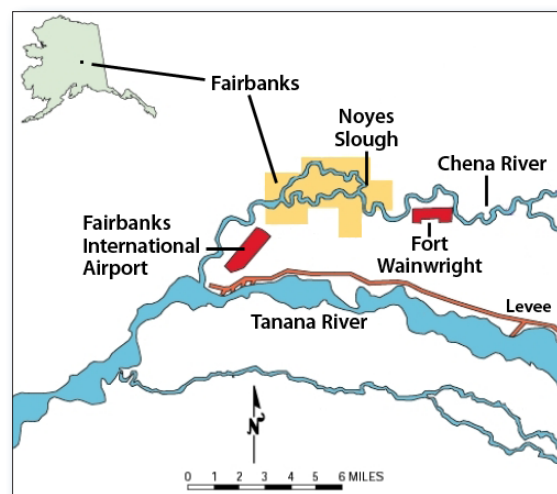 Fairbanks
Noyes
Slough
Chena River
Fairbanks
International
Airport
Fort
Wainwright
Levee
Tanana River
N
0 1 2 3 4 5 6 MILES